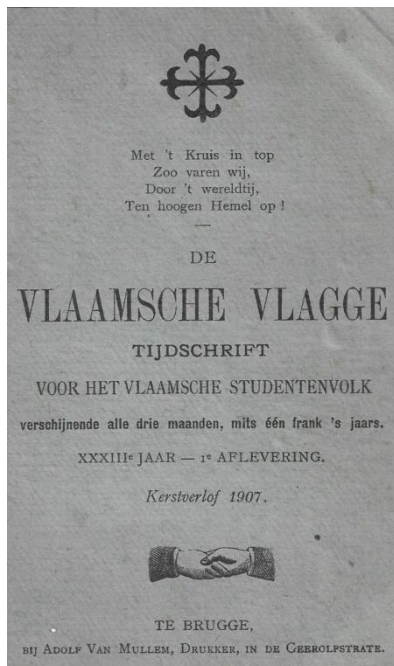 Met 't Kruis in top
Zoo varen wij,
Door 't wereldtij,
Ten hoogen Hemel op!
DE
VLAAMSCHE VLAGGE
TIJDSCHRIFT
VOOR HET VLAAMSCHE STUDENTENVOLK
verschijnende alle drie maanden, mits één frank 's jaars.
XXXIIIe JAAR — 1e AFLEVERING.
Kerstverlof 1907.
TE BRUGGE,
BIJ ADOLF VAN MULLEM, DRUKKER, IN DE GEEROLFSTRATE.